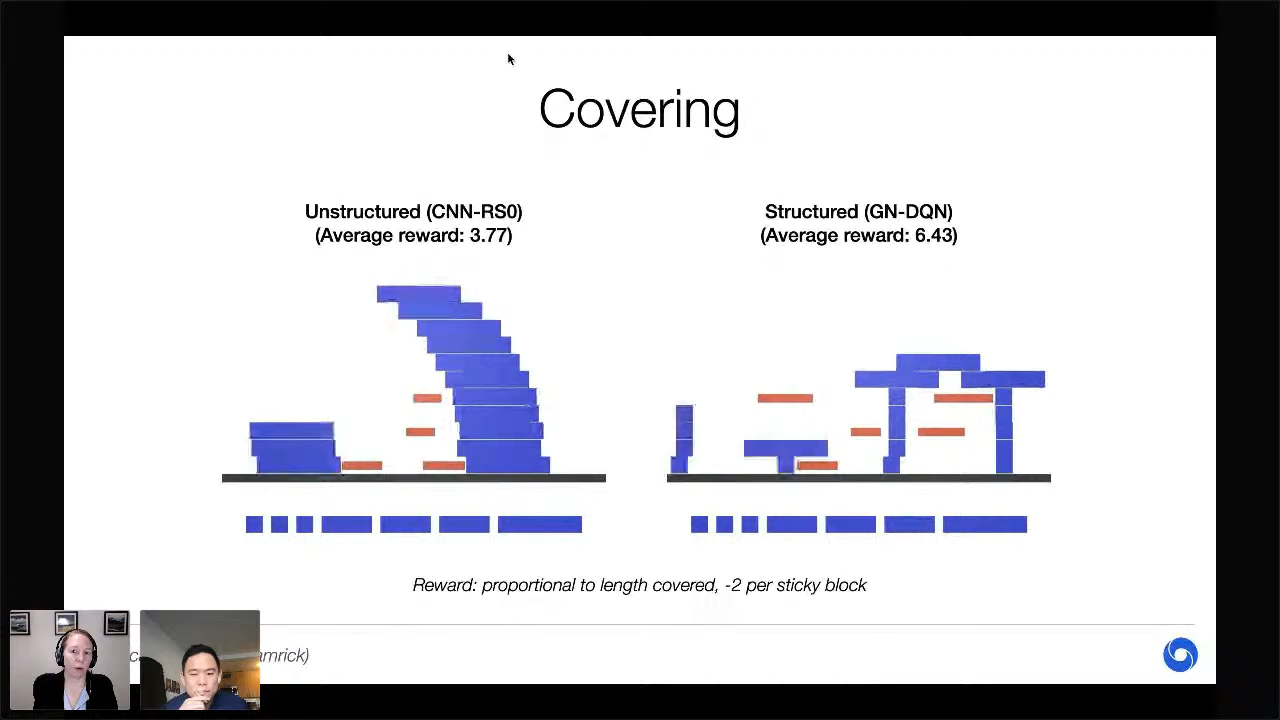 Covering
Unstructured (CNN-RS0)
(Average reward: 3.77)
Structured (GN-DQN)
(Average reward: 6.43)
Reward: proportional to length covered, -2 per sticky block
amrick)